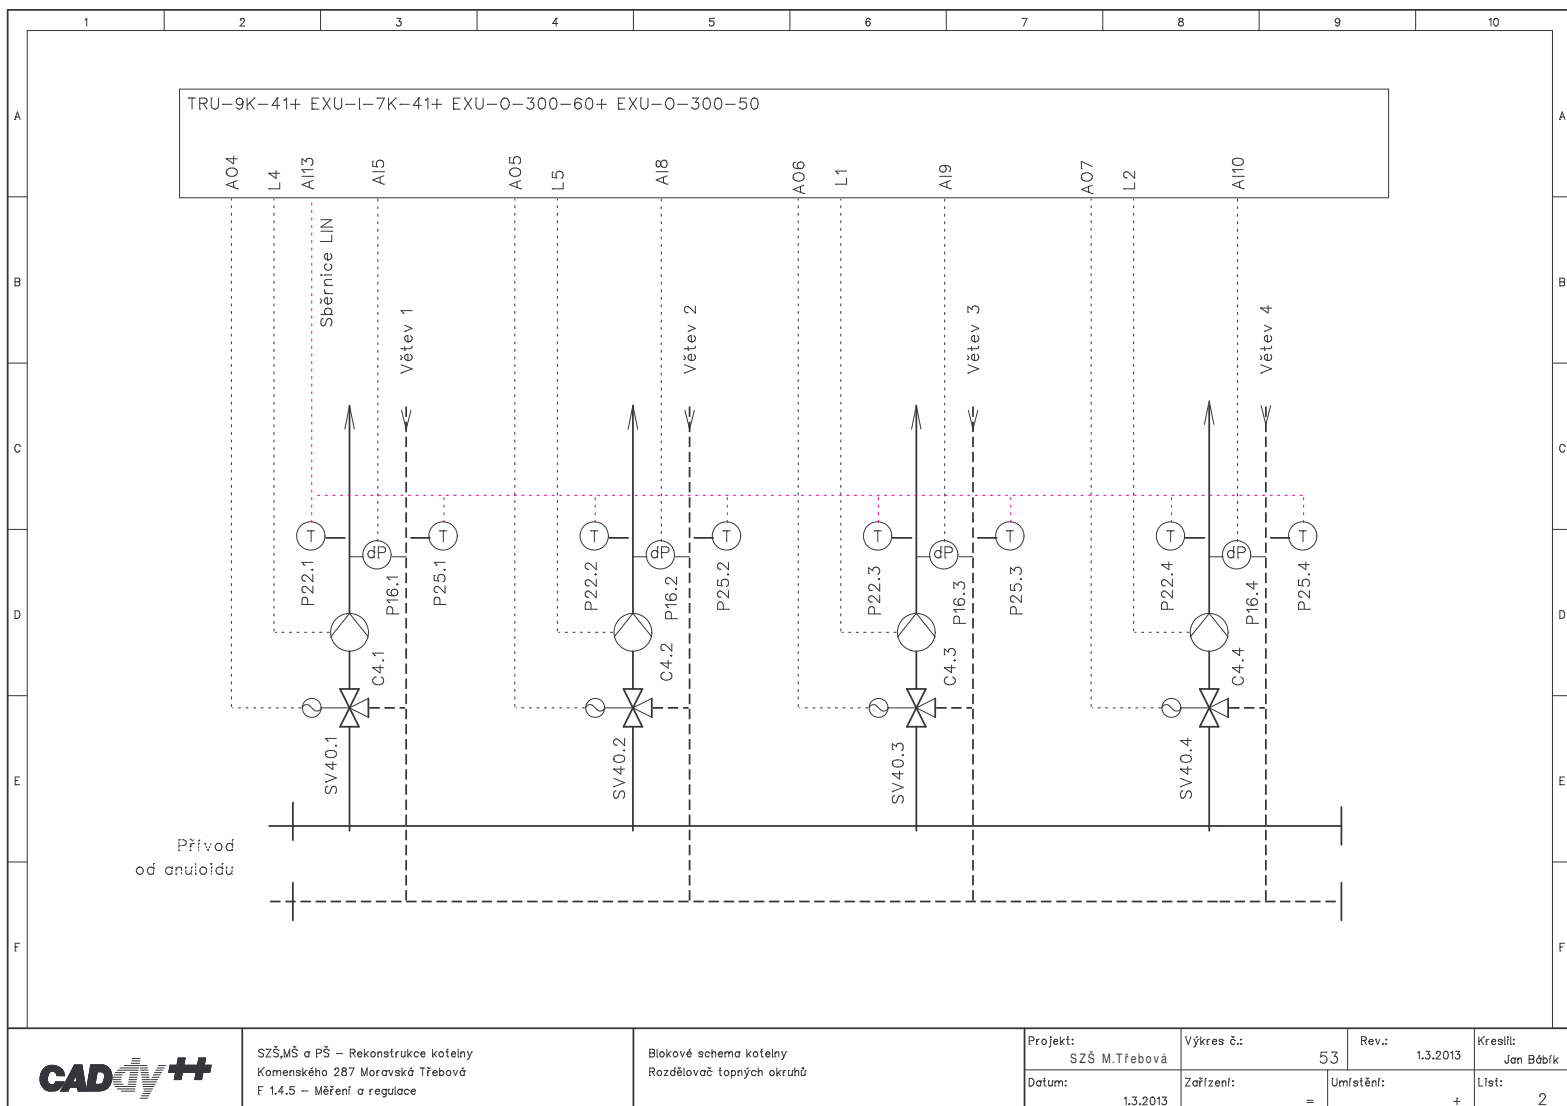 1 2 3 4 5 6 7 8 9 10
A A
B B
C C
D D
E E
F F
TRU-9K-41+ EXU-I-7K-41+ EXU-O-300-60+ EXU-O-300-50
AO4 L4 AI13 AI5 AO5 L5 AI8 AO6 L1 AI9 AO7 L2 AI10
Sběrnice LIN
Větev 1 Větev 2 Větev 3 Větev 4
T T T T T T T T
dP dP dP dP
P22.1 P16.1 P25.1 P22.2 P16.2 P25.2 P22.3 P16.3 P25.3 P22.4 P16.4 P25.4
C4.1 C4.2 C4.3 C4.4
SV40.1 SV40.2 SV40.3 SV40.4
Přívod
od anuloidu
CADdy++
SZŠ,MŠ a PŠ – Rekonstrukce kotelny
Komenského 287 Moravská Třebová
F 1.4.5 – Měření a regulace
Blokové schema kotelny
Rozdělovač topných okruhů
Projekt:
SZŠ M.Třebová
Výkres č.:
53
Rev.:
1.3.2013
Kreslil:
Jan Bábík
Datum:
1.3.2013
Zařízení:
=
Umístění:
+
List:
2